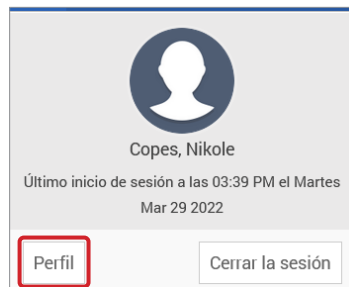 Copes, Nikole
Último inicio de sesión a las 03:39 PM el Martes
Mar 29 2022
Perfil
Cerrar la sesión